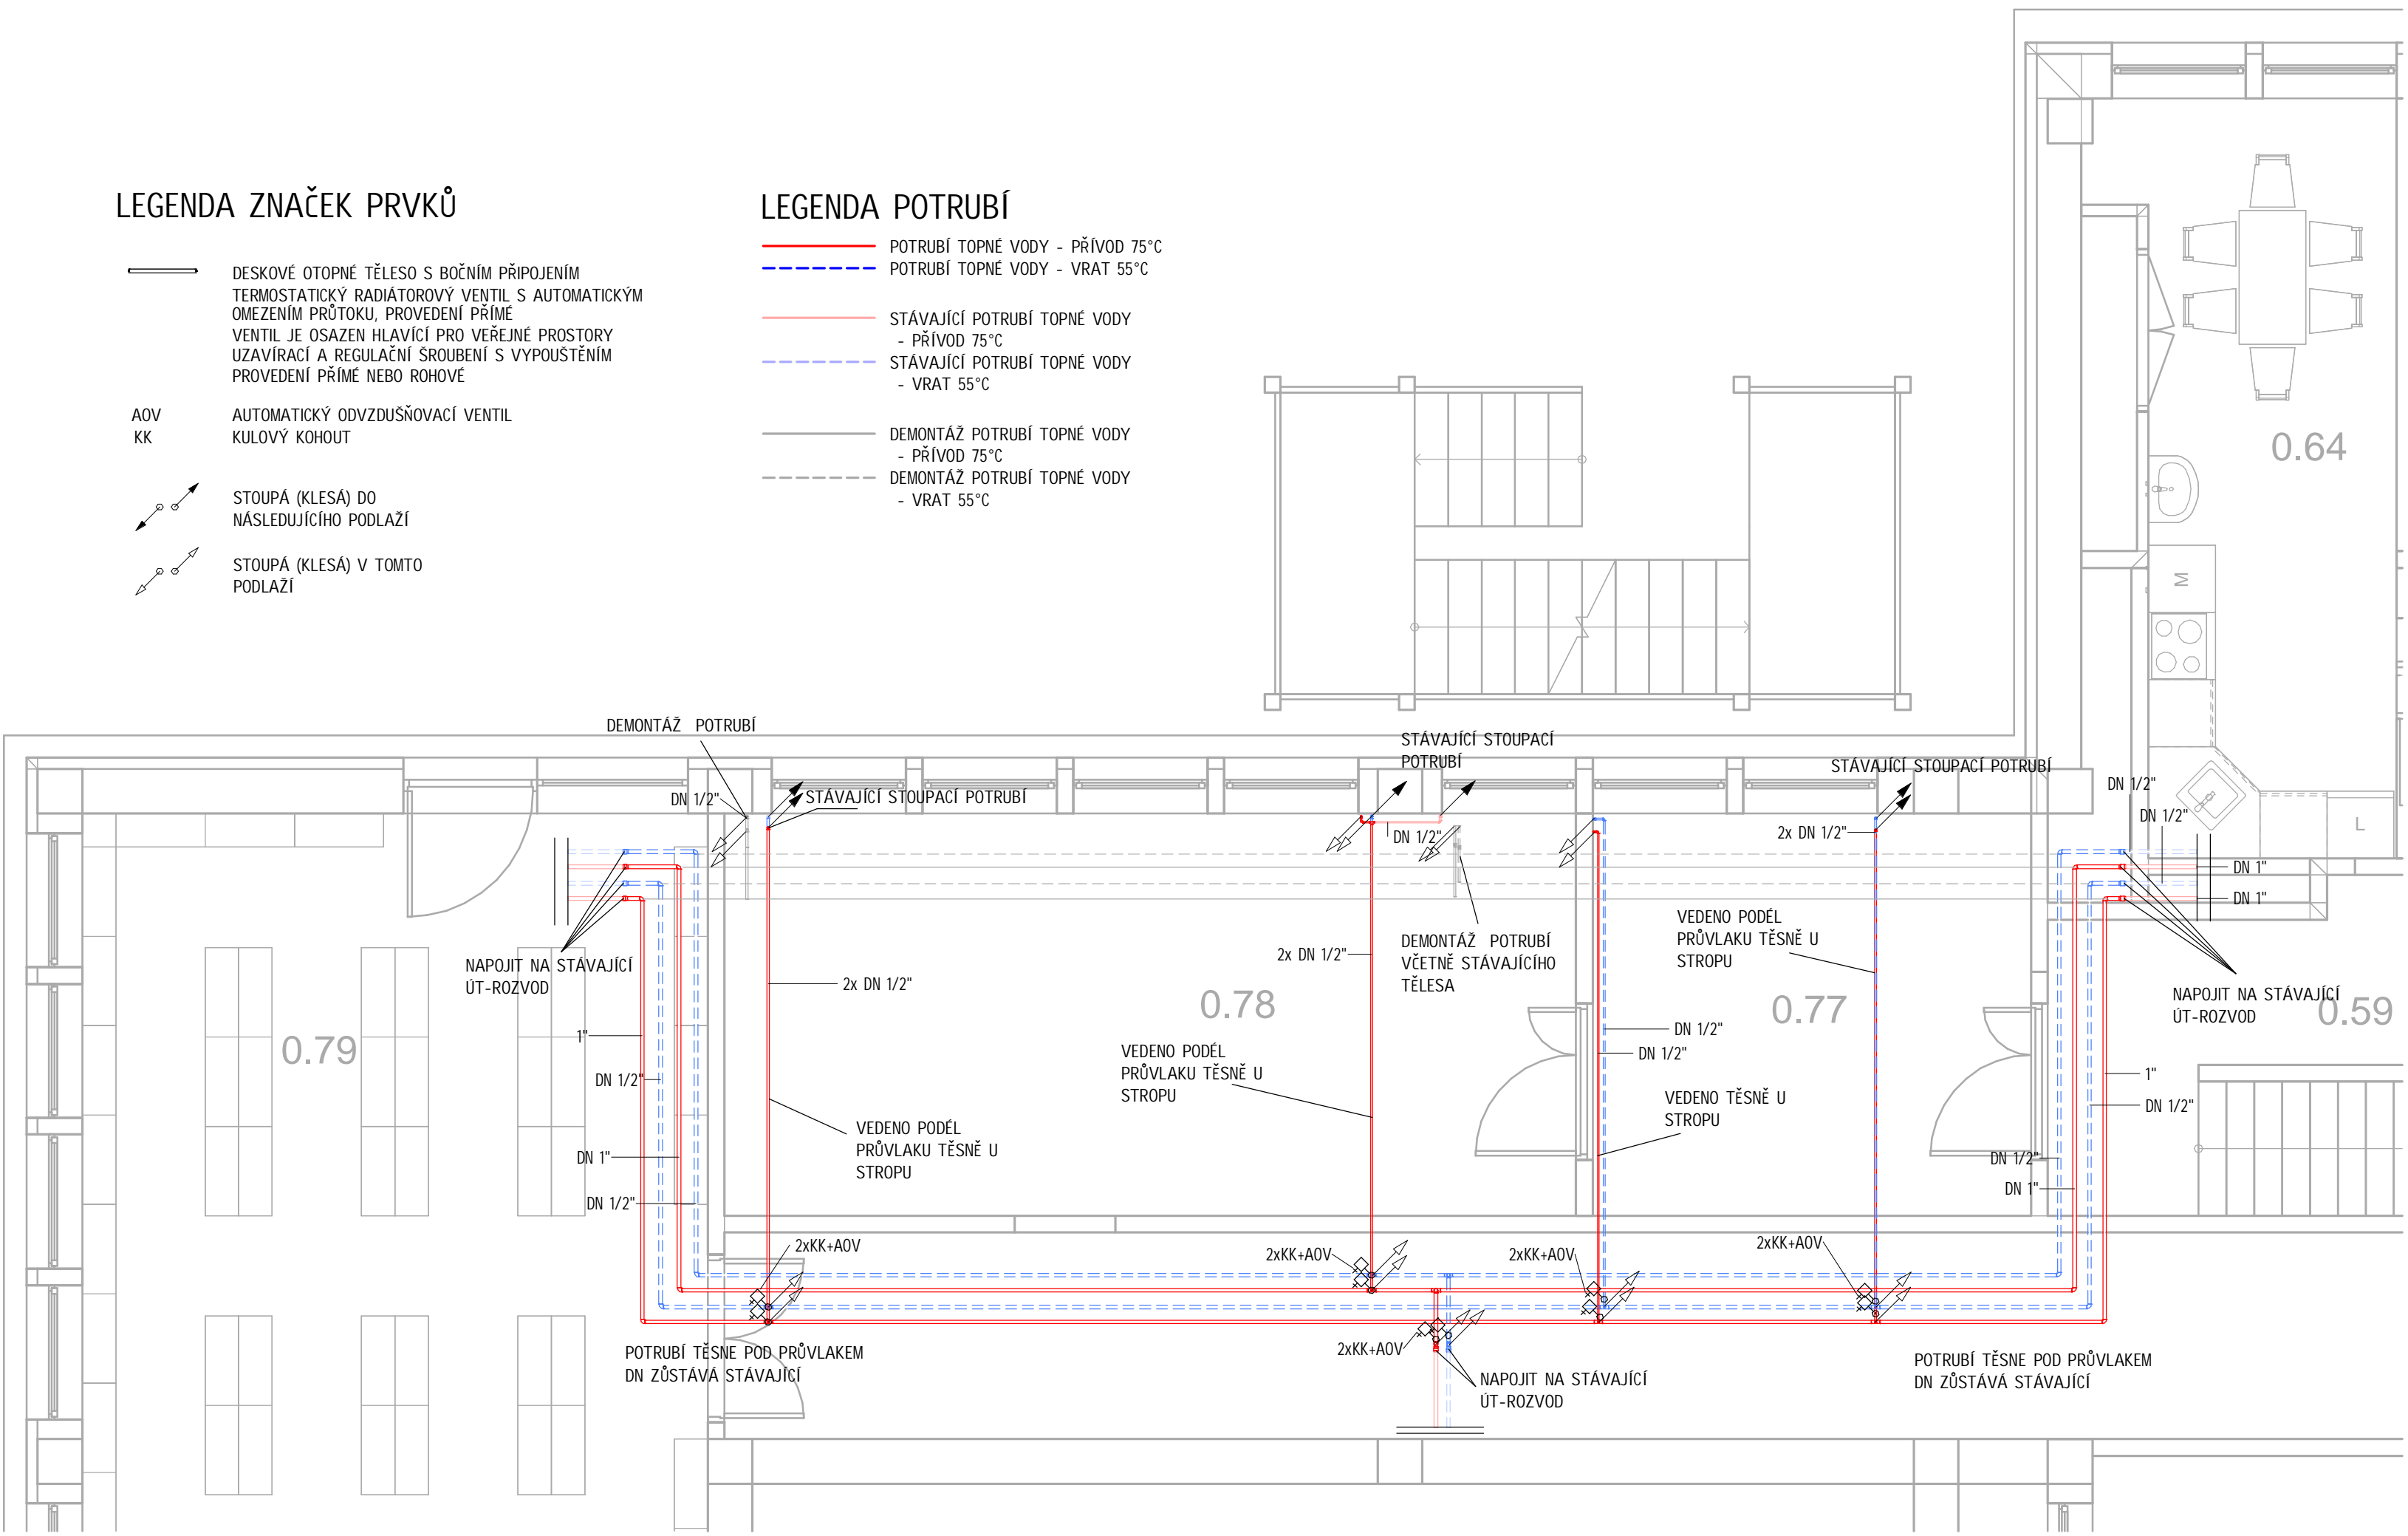 LEGENDA ZNAČEK PRVKŮ
DESKOVÉ OTOPNÉ TĚLESO S BOČNÍM PŘIPOJENÍM
TERMOSTATICKÝ RADIÁTOROVÝ VENTIL S AUTOMATICKÝM
OMEZENÍM PRŮTOKU, PROVEDENÍ PŘÍMÉ
VENTIL JE OSAZEN HLAVÍCÍ PRO VEŘEJNÉ PROSTORY
UZAVÍRACÍ A REGULAČNÍ ŠROUBENÍ S VYPOUŠTĚNÍM
PROVEDENÍ PŘÍMÉ NEBO ROHOVÉ
AOV AUTOMATICKÝ ODVZDUŠŇOVACÍ VENTIL
KK KULOVÝ KOHOUT
STOUPÁ (KLESÁ) DO
NÁSLEDUJÍCÍHO PODLAŽÍ
STOUPÁ (KLESÁ) V TOMTO
PODLAŽÍ
LEGENDA POTRUBÍ
POTRUBÍ TOPNÉ VODY - PŘÍVOD 75°C
POTRUBÍ TOPNÉ VODY - VRAT 55°C
STÁVAJÍCÍ POTRUBÍ TOPNÉ VODY
- PŘÍVOD 75°C
STÁVAJÍCÍ POTRUBÍ TOPNÉ VODY
- VRAT 55°C
DEMONTÁŽ POTRUBÍ TOPNÉ VODY
- PŘÍVOD 75°C
DEMONTÁŽ POTRUBÍ TOPNÉ VODY
- VRAT 55°C
0.64
M
L
DEMONTÁŽ POTRUBÍ
DN 1/2"
STÁVAJÍCÍ STOUPACÍ POTRUBÍ
STÁVAJÍCÍ STOUPACÍ
POTRUBÍ
DN 1/2"
STÁVAJÍCÍ STOUPACÍ POTRUBÍ
2x DN 1/2"
DN 1/2"
DN 1/2"
DN 1"
DN 1"
NAPOJIT NA STÁVAJÍCÍ
ÚT-ROZVOD
0.79
1"
DN 1/2"
DN 1"
DN 1/2"
2x DN 1/2"
VEDENO PODÉL
PRŮVLAKU TĚSNĚ U
STROPU
0.78
2x DN 1/2"
VEDENO PODÉL
PRŮVLAKU TĚSNĚ U
STROPU
DEMONTÁŽ POTRUBÍ
VČETNĚ STÁVAJÍCÍHO
TĚLESA
VEDENO PODÉL
PRŮVLAKU TĚSNĚ U
STROPU
0.77
DN 1/2"
DN 1/2"
VEDENO TĚSNĚ U
STROPU
NAPOJIT NA STÁVAJÍCÍ
ÚT-ROZVOD
0.59
1"
DN 1/2"
DN 1/2"
DN 1"
2xKK+AOV
2xKK+AOV
2xKK+AOV
2xKK+AOV
2xKK+AOV
POTRUBÍ TĚSNE POD PRŮVLAKEM
DN ZŮSTÁVÁ STÁVAJÍCÍ
NAPOJIT NA STÁVAJÍCÍ
ÚT-ROZVOD
POTRUBÍ TĚSNE POD PRŮVLAKEM
DN ZŮSTÁVÁ STÁVAJÍCÍ